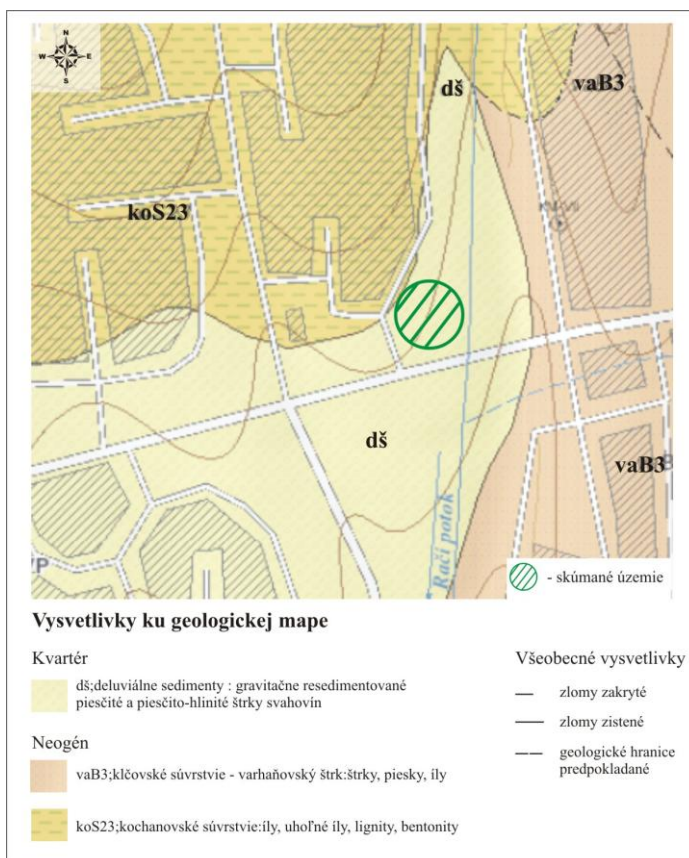 N
W E
S
dš
vaB3
koS23
dš
vaB3
Račí potok
- skúmané územie
Vysvetlivky ku geologickej mape
Kvartér
dš;deluviálne sedimenty : gravitačne resedimentované
piesčité a piesčito-hlinité štrky svahovín
Neogén
vaB3;klčovské súvrstvie - varhaňovský štrk:štrky, piesky, íly
koS23;kochanovské súvrstvie:íly, uhoľné íly, lignity, bentonity
Všeobecné vysvetlivky
zlomy zakryté
zlomy zistené
geologické hranice
predpokladané